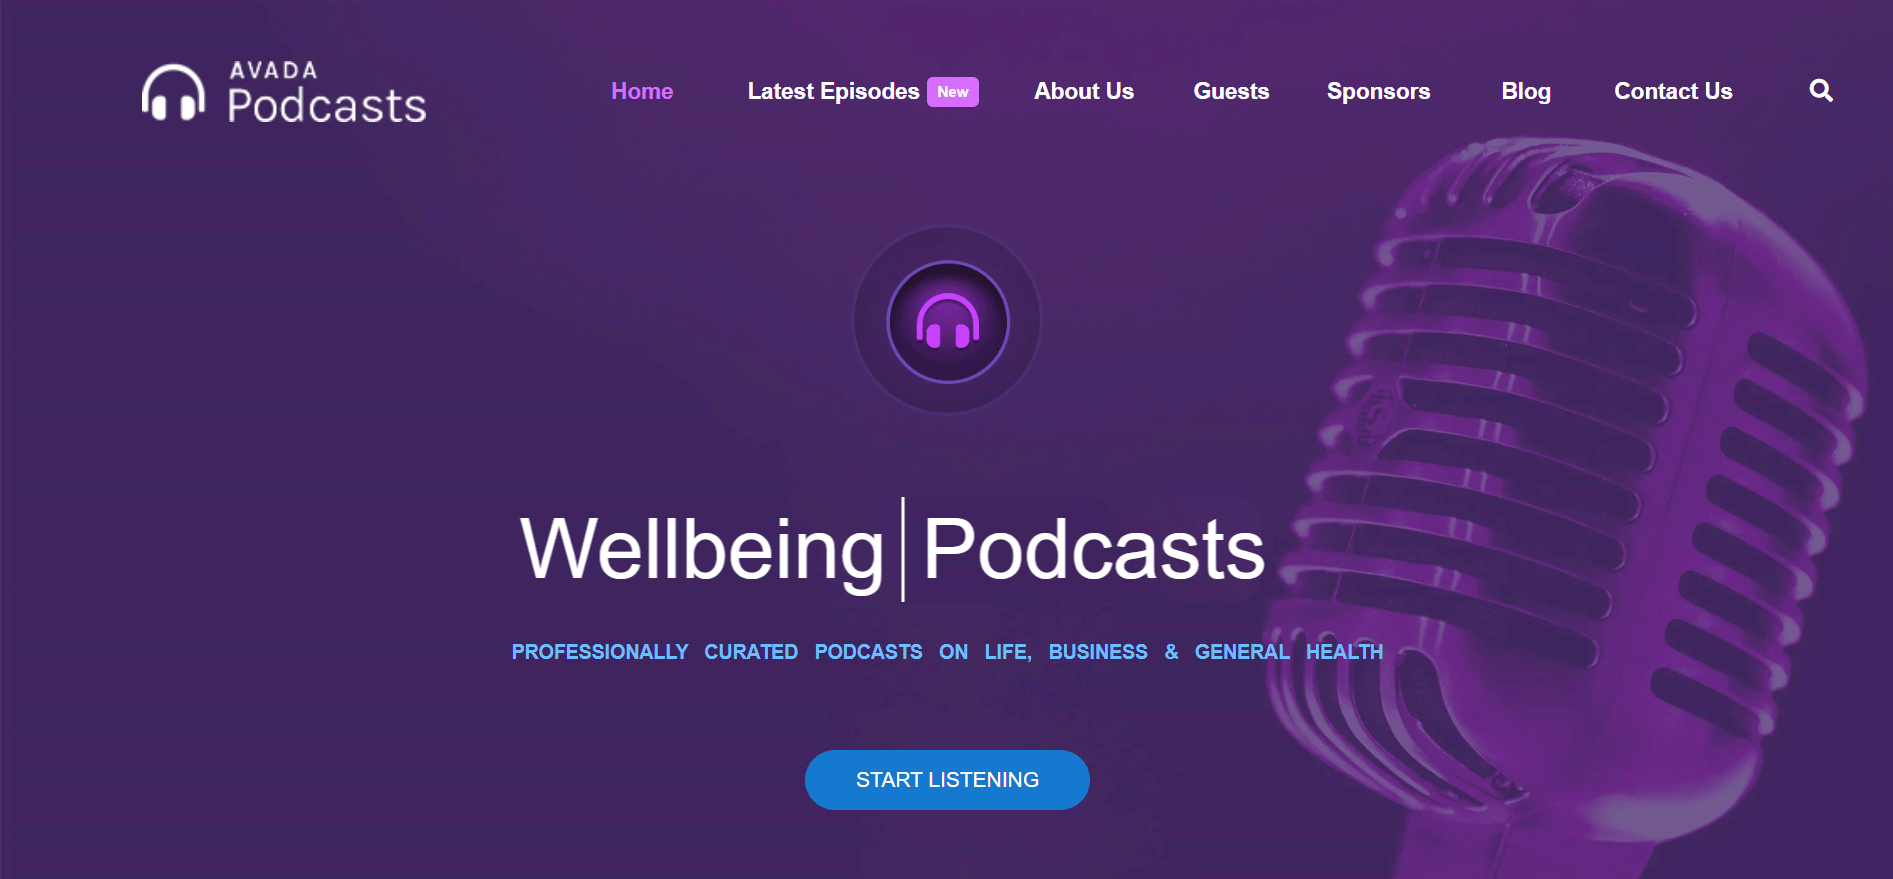 AVADA
Podcasts
Home Latest Episodes New About Us Guests Sponsors Blog Contact Us
Wellbeing Podcasts
PROFESSIONALLY CURATED PODCASTS ON LIFE, BUSINESS & GENERAL HEALTH
START LISTENING